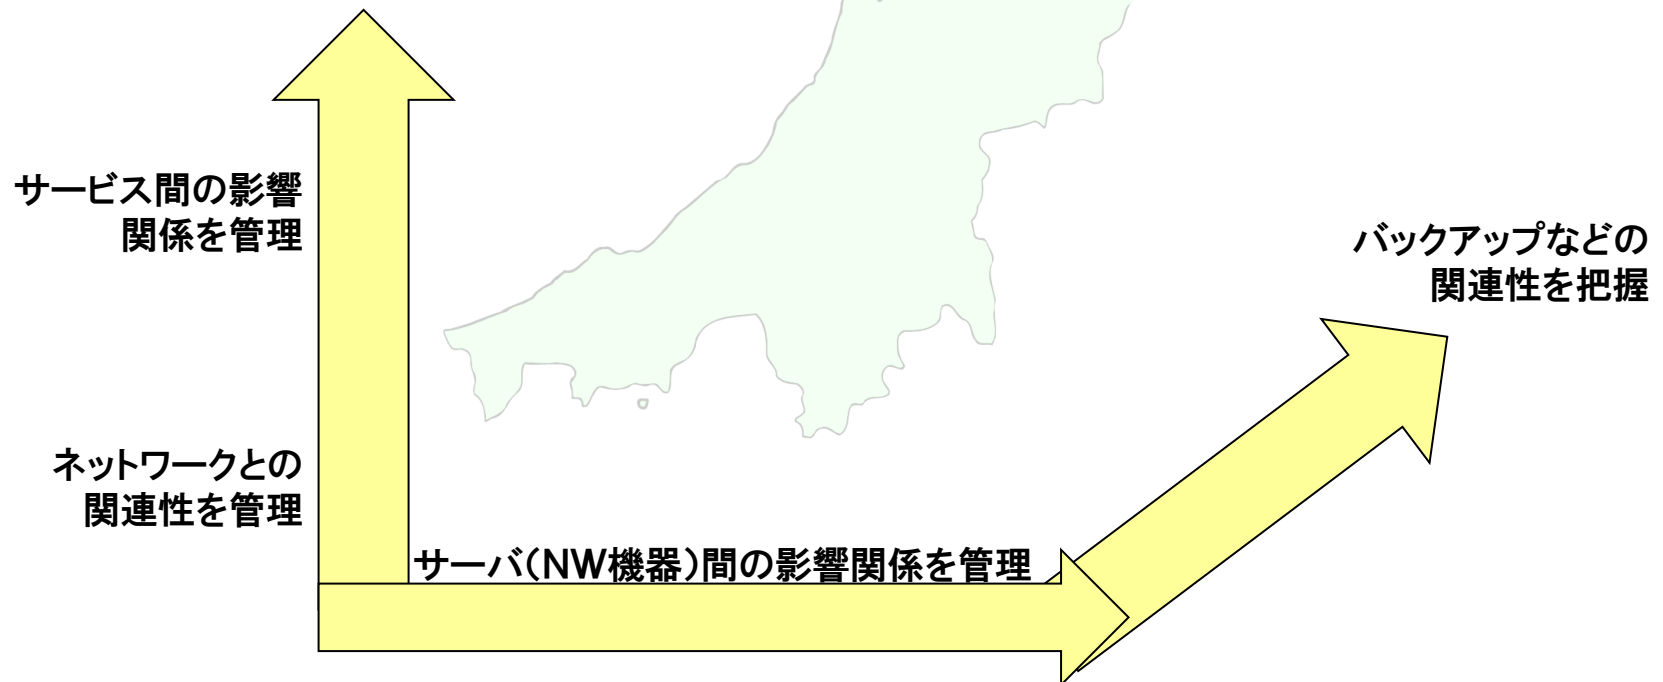 サービス間の影響
関係を管理
バックアップなどの
関連性を把握
ネットワークとの
関連性を管理
サーバ(NW機器)間の影響関係を管理